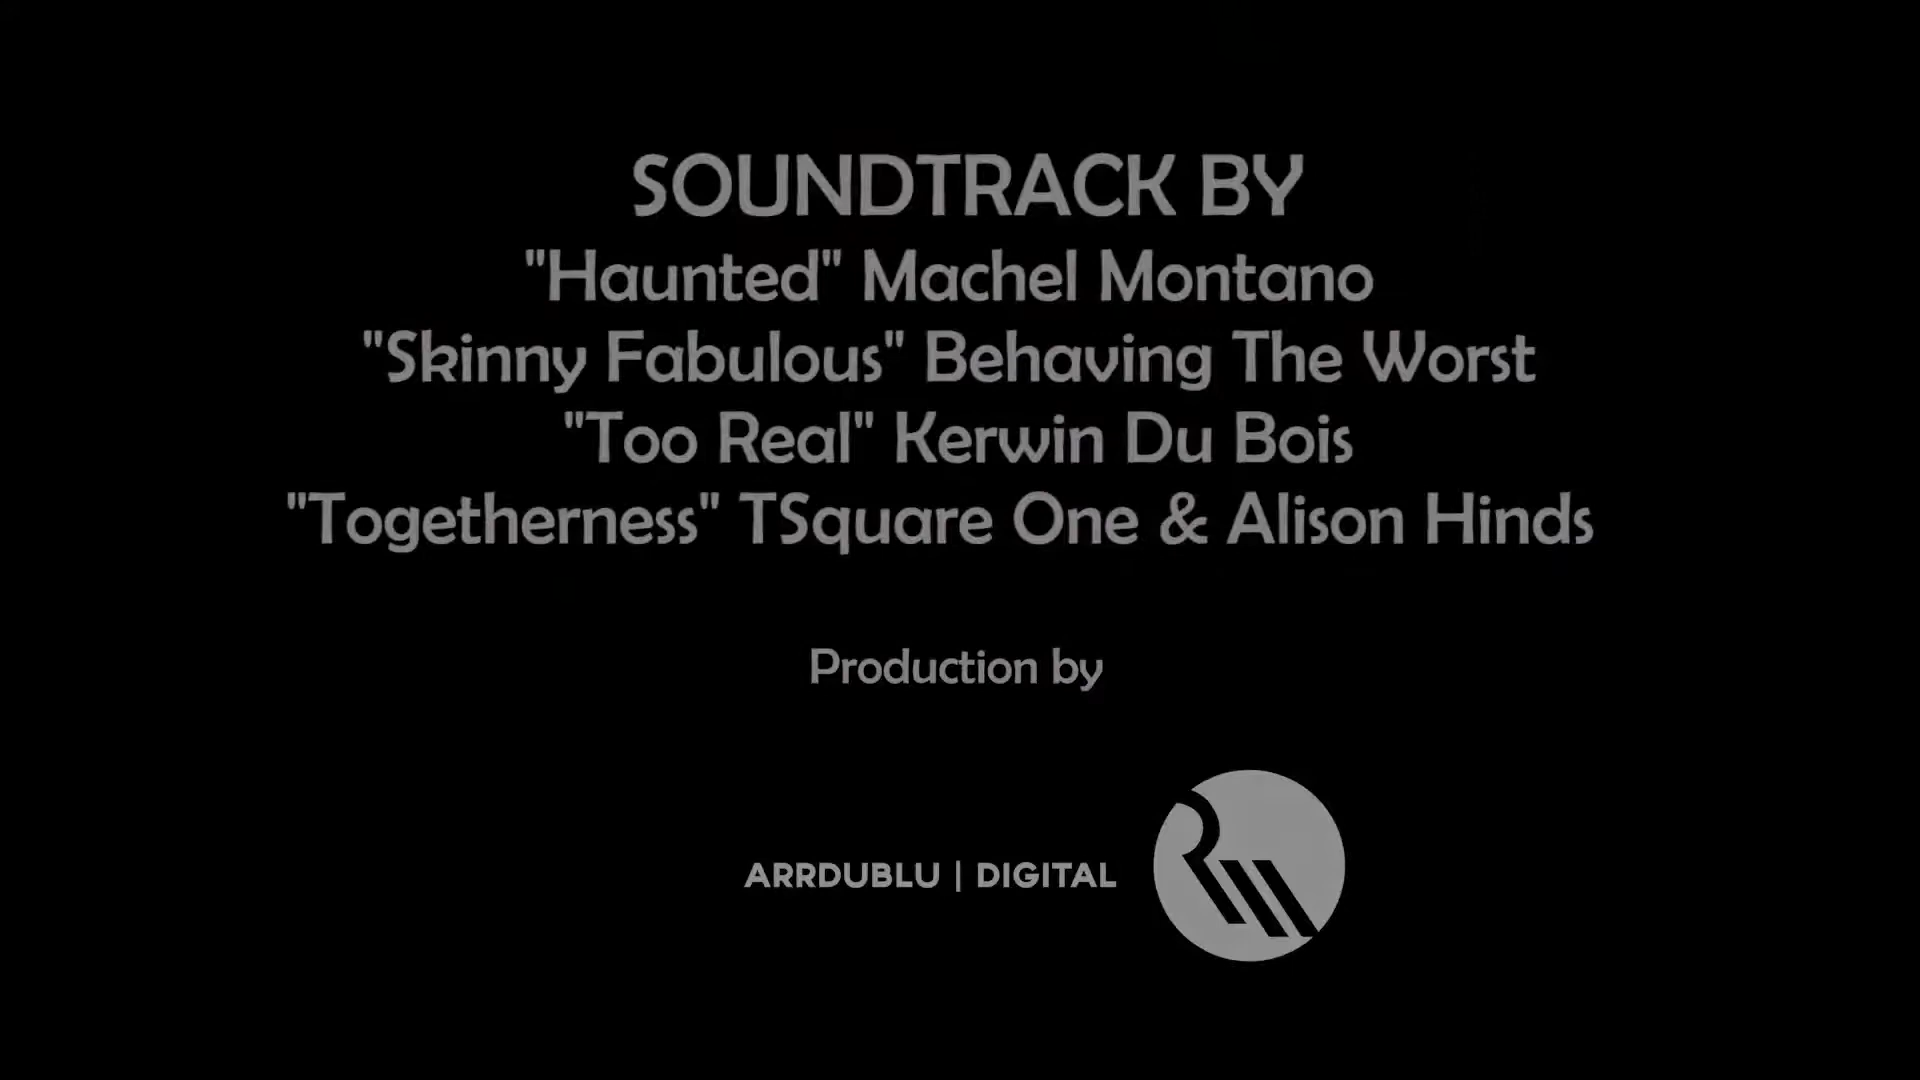 SOUNDTRACK BY
"Haunted" Machel Montano
"Skinny Fabulous" Behaving The Worst
"Too Real" Kerwin Du Bois
"Togetherness" TSquare One & Alison Hinds
Production by
ARRDUBLU | DIGITAL